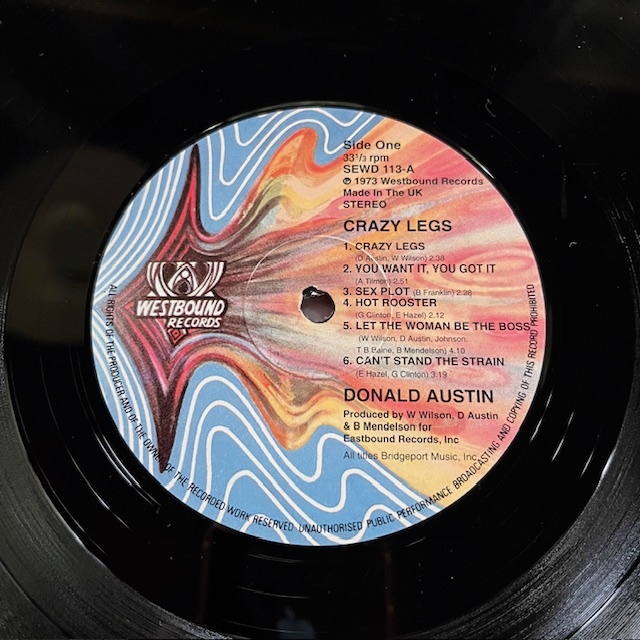 Side One
33 1/3 rpm
SEWD 113-A
℗ 1973 Westbound Records
Made In The UK
STEREO
CRAZY LEGS
1. CRAZY LEGS
(D Austin, W Wilson) 2.38
2. YOU WANT IT, YOU GOT IT
(A Tilmon) 2.51
3. SEX PLOT (B Franklin) 2.28
4. HOT ROOSTER
(G Clinton, E Hazel) 2.12
5. LET THE WOMAN BE THE BOSS
(W Wilson, D Austin, Johnson,
T B Baine, B Mendelson) 4.10
6. CAN'T STAND THE STRAIN
(E Hazel, G Clinton) 3.19
DONALD AUSTIN
Produced by W Wilson, D Austin
& B Mendelson for
Eastbound Records, Inc
All titles Bridgeport Music, Inc.
WESTBOUND
RECORDS
ALL RIGHTS OF THE PRODUCER AND OF THE OWNER OF THE RECORDED WORK RESERVED. UNAUTHORISED PUBLIC PERFORMANCE BROADCASTING AND COPYING OF THIS RECORD PROHIBITED